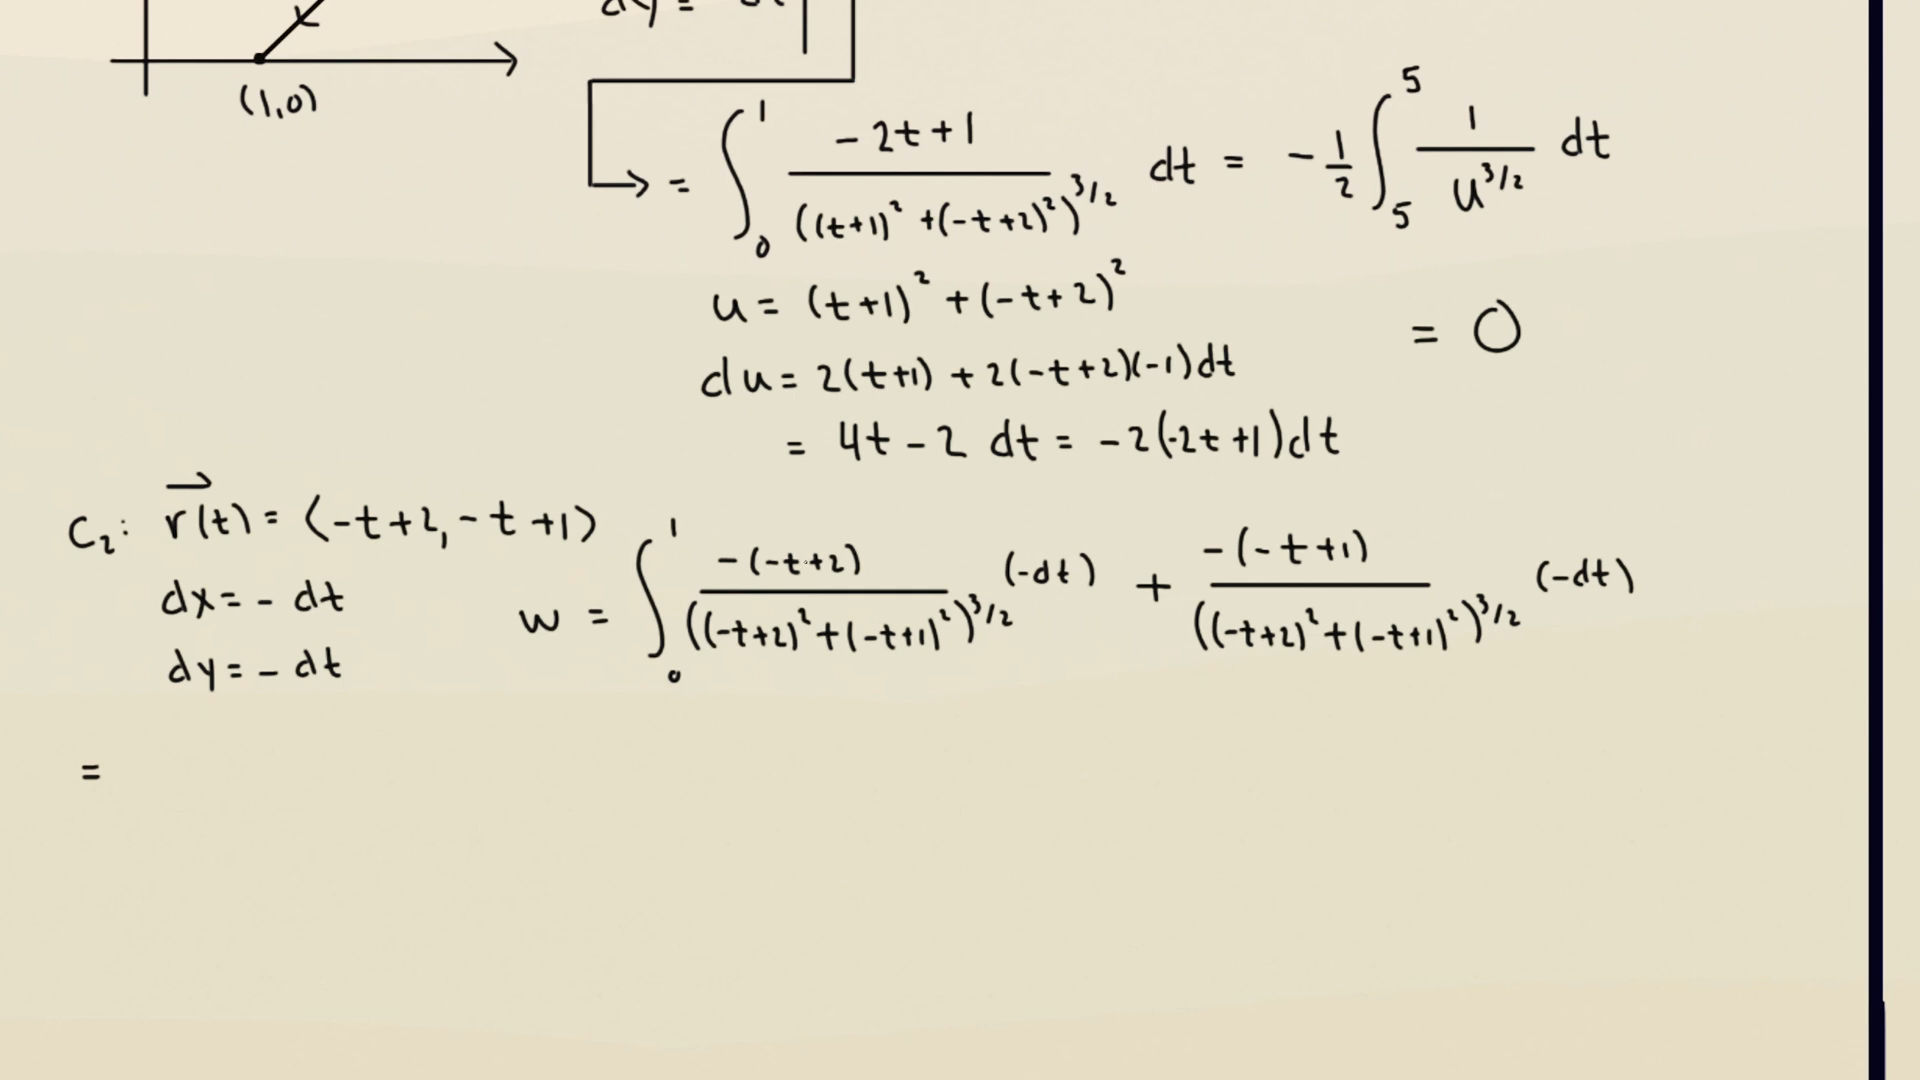 dy = dt
(1,0)
= ∫₀¹ (-2t+1)/((t+1)²+(-t+2)²)^(3/2) dt = -1/2 ∫₅⁵ 1/u^(3/2) dt
u = (t+1)² + (-t+2)²
= 0
du = 2(t+1) + 2(-t+2)(-1)dt
= 4t - 2 dt = -2(-2t+1)dt
C₂: r(t) = ⟨-t+2, -t+1⟩
dx = - dt
dy = - dt
w = ∫₀¹ -(-t+2)/((-t+2)²+(-t+1)²)^(3/2) (-dt) + -(-t+1)/((-t+2)²+(-t+1)²)^(3/2) (-dt)
=